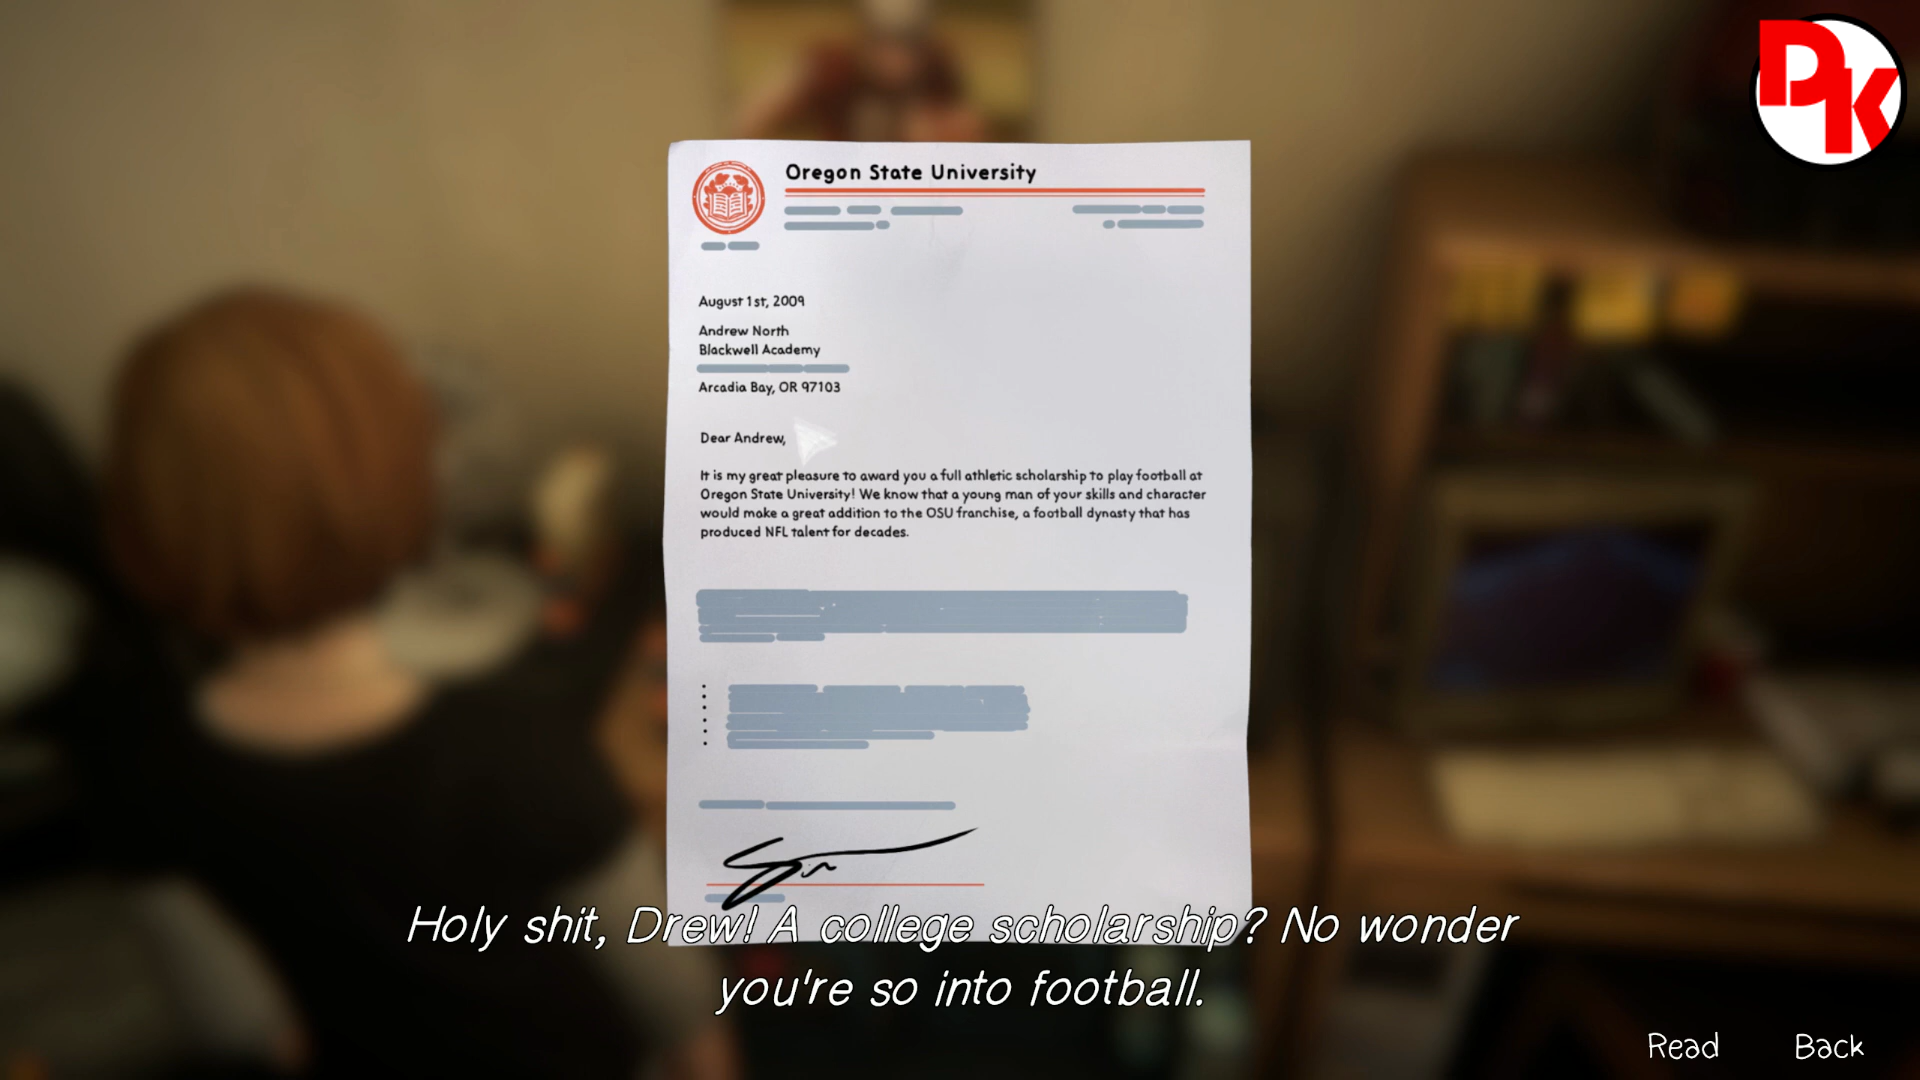 DK
Oregon State University
August 1st, 2009
Andrew North
Blackwell Academy
Arcadia Bay, OR 97103
Dear Andrew,
It is my great pleasure to award you a full athletic scholarship to play football at
Oregon State University! We know that a young man of your skills and character
would make a great addition to the OSU franchise, a football dynasty that has
produced NFL talent for decades.
Holy shit, Drew! A college scholarship? No wonder
you're so into football.
Read Back